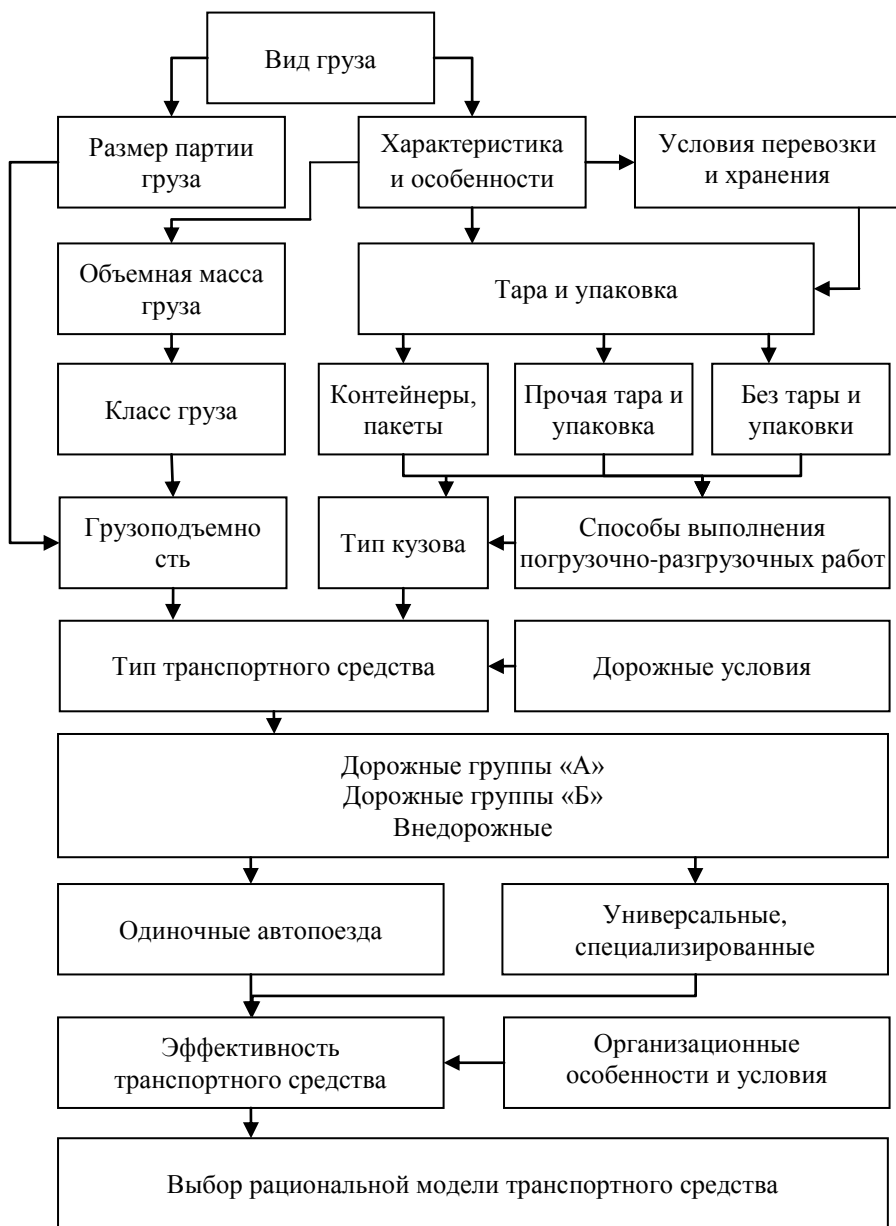 Вид груза
Размер партии
груза
Характеристика
и особенности
Условия перевозки
и хранения
Объемная масса
груза
Тара и упаковка
Класс груза
Контейнеры,
пакеты
Прочая тара и
упаковка
Без тары и
упаковки
Грузоподъемно
сть
Тип кузова
Способы выполнения
погрузочно-разгрузочных работ
Тип транспортного средства
Дорожные условия
Дорожные группы «А»
Дорожные группы «Б»
Внедорожные
Одиночные автопоезда
Универсальные,
специализированные
Эффективность
транспортного средства
Организационные
особенности и условия
Выбор рациональной модели транспортного средства